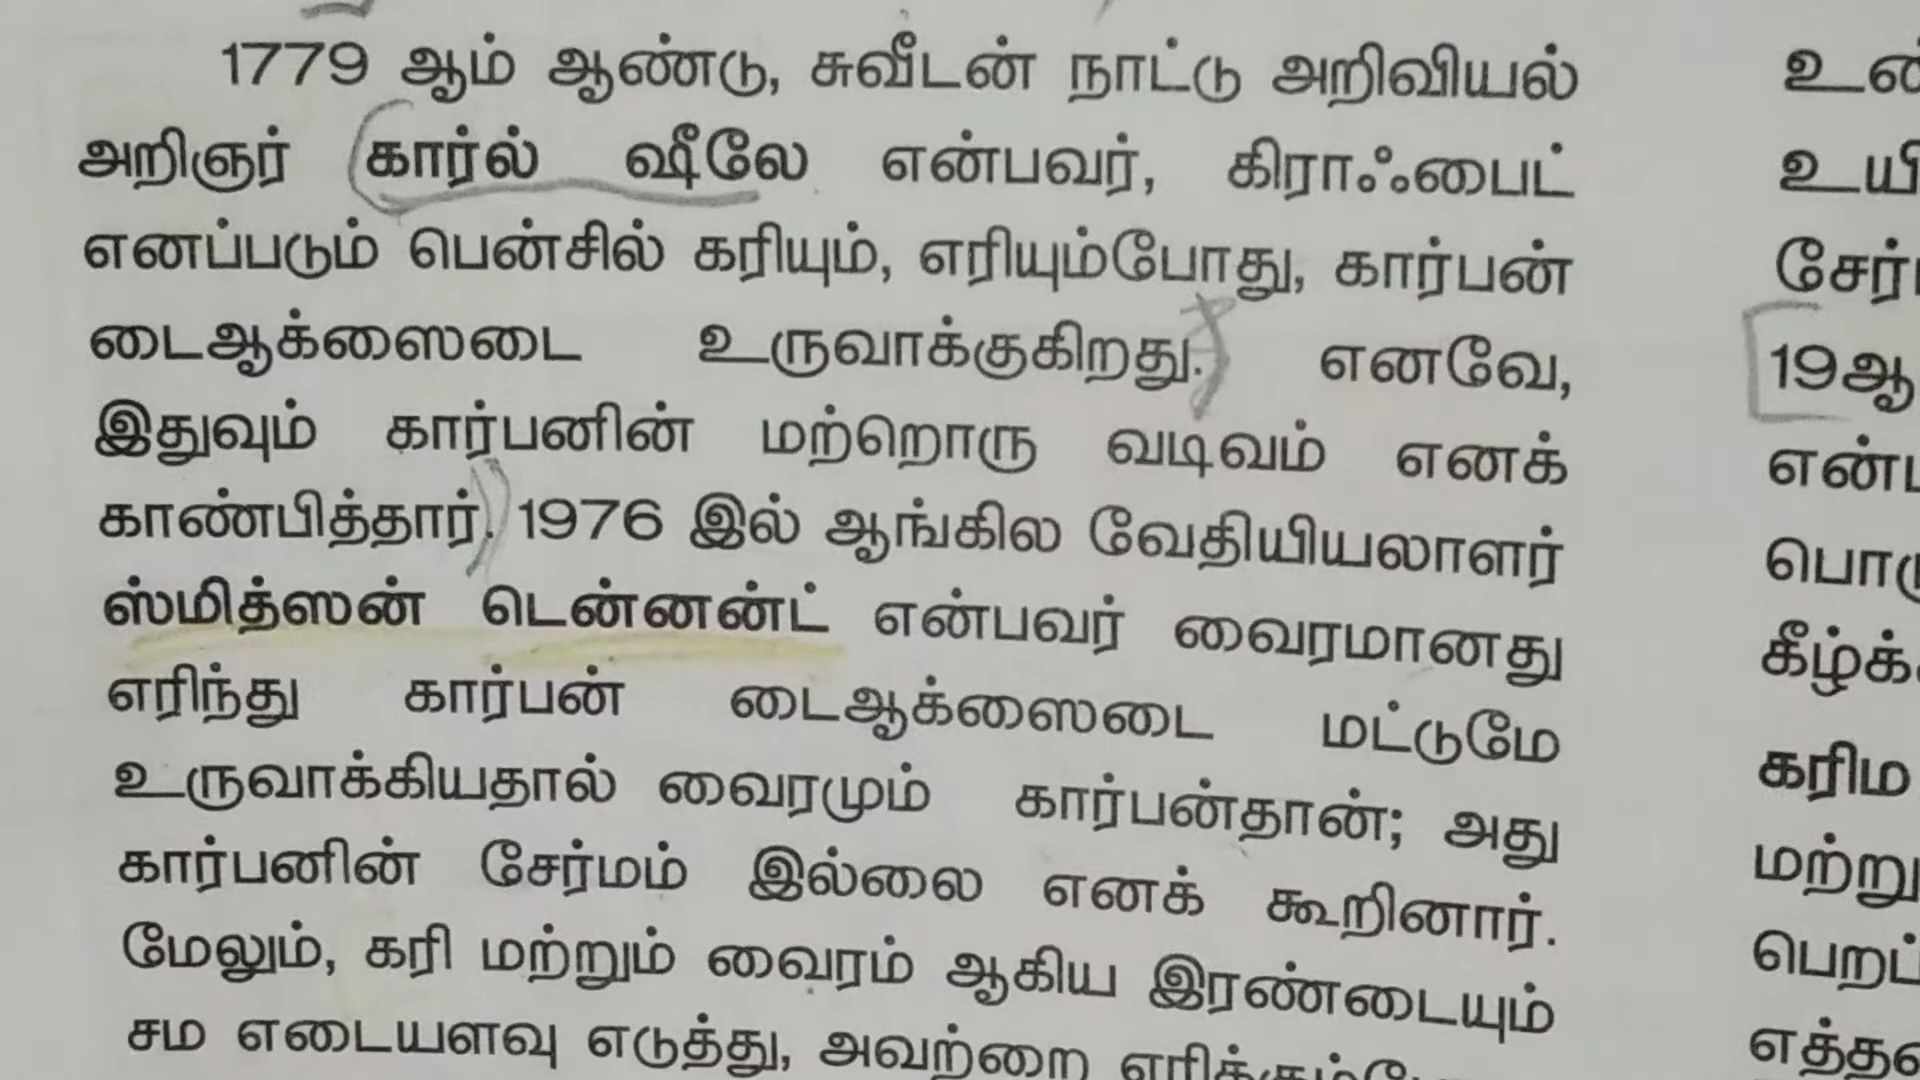 1779 ஆம் ஆண்டு, சுவீடன் நாட்டு அறிவியல்
அறிஞர் கார்ல் ஷீலே என்பவர், கிராஃபைட்
எனப்படும் பென்சில் கரியும், எரியும்போது, கார்பன்
டைஆக்ஸைடை உருவாக்குகிறது. எனவே,
இதுவும் கார்பனின் மற்றொரு வடிவம் எனக்
காண்பித்தார். 1976 இல் ஆங்கில வேதியியலாளர்
ஸ்மித்ஸன் டென்னன்ட் என்பவர் வைரமானது
எரிந்து கார்பன் டைஆக்ஸைடை மட்டுமே
உருவாக்கியதால் வைரமும் கார்பன்தான்; அது
கார்பனின் சேர்மம் இல்லை எனக் கூறினார்.
மேலும், கரி மற்றும் வைரம் ஆகிய இரண்டையும்
சம எடையளவு எடுத்து, அவற்றை
19ஆ
கரிம
மற்று